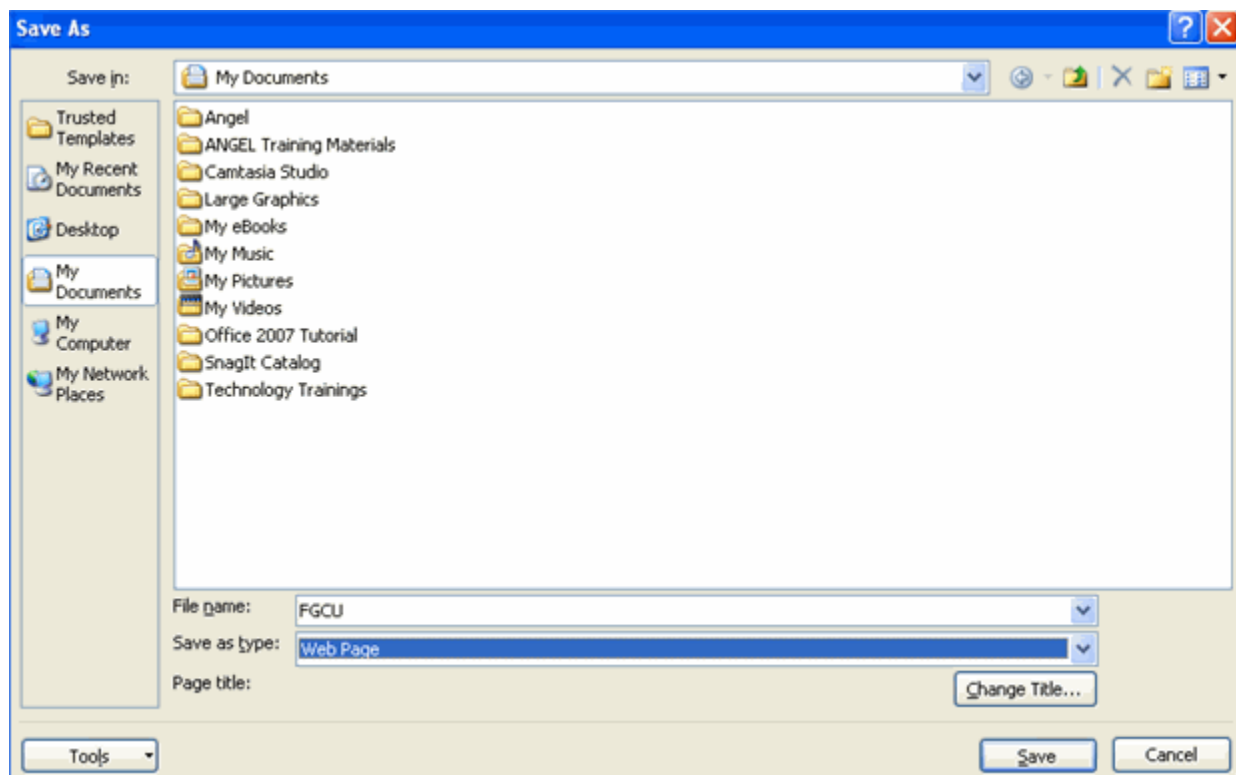 Save As
Save in:
My Documents
Trusted
Templates
My Recent
Documents
Desktop
My
Documents
My
Computer
My Network
Places
Angel
ANGEL Training Materials
Camtasia Studio
Large Graphics
My eBooks
My Music
My Pictures
My Videos
Office 2007 Tutorial
SnagIt Catalog
Technology Trainings
File name:
FGCU
Save as type:
Web Page
Page title:
Change Title...
Tools
Save
Cancel